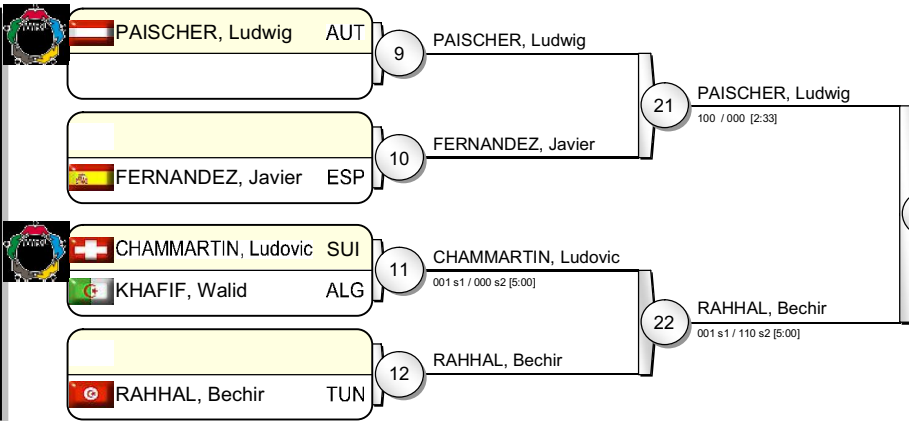 PAISCHER, Ludwig AUT
9
PAISCHER, Ludwig
21
PAISCHER, Ludwig
100 / 000 [2:33]
FERNANDEZ, Javier ESP
10
FERNANDEZ, Javier
CHAMMARTIN, Ludovic SUI
KHAFIF, Walid ALG
11
CHAMMARTIN, Ludovic
001 s1 / 000 s2 [5:00]
22
RAHHAL, Bechir
001 s1 / 110 s2 [5:00]
RAHHAL, Bechir TUN
12
RAHHAL, Bechir